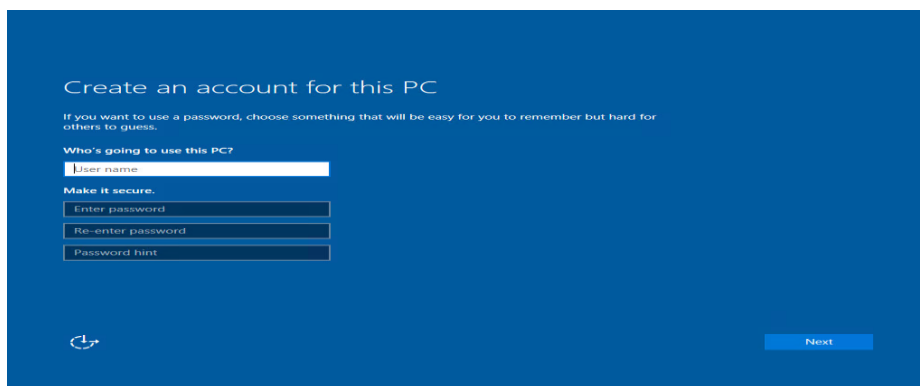 Create an account for this PC
If you want to use a password, choose something that will be easy for you to remember but hard for
others to guess.
Who's going to use this PC?
User name
Make it secure.
Enter password
Re-enter password
Password hint
Next